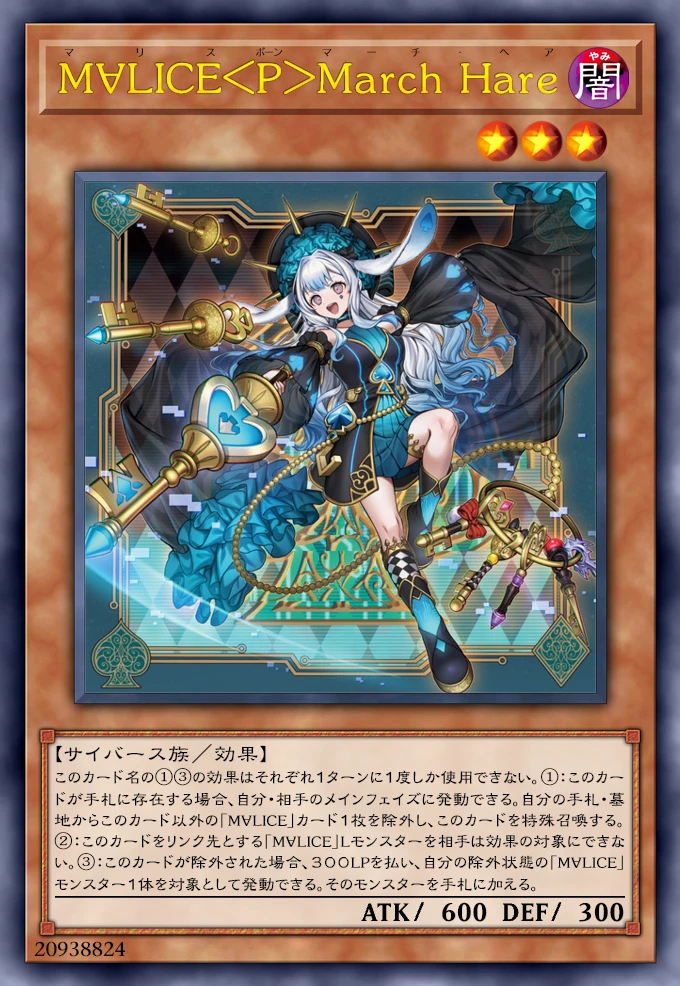 マリスポーンマーチ・ヘア
M∀LICE<P>March Hare
やみ
闇
【サイバース族／効果】
このカード名の①③の効果はそれぞれ1ターンに1度しか使用できない。①：このカー
ドが手札に存在する場合、自分・相手のメインフェイズに発動できる。自分の手札・墓
地からこのカード以外の「M∀LICE」カード1枚を除外し、このカードを特殊召喚する。
②：このカードをリンク先とする「M∀LICE」Lモンスターを相手は効果の対象にできな
い。③：このカードが除外された場合、300LPを払い、自分の除外状態の「M∀LICE」
モンスター1体を対象として発動できる。そのモンスターを手札に加える。
ATK/ 600 DEF/ 300
20938824